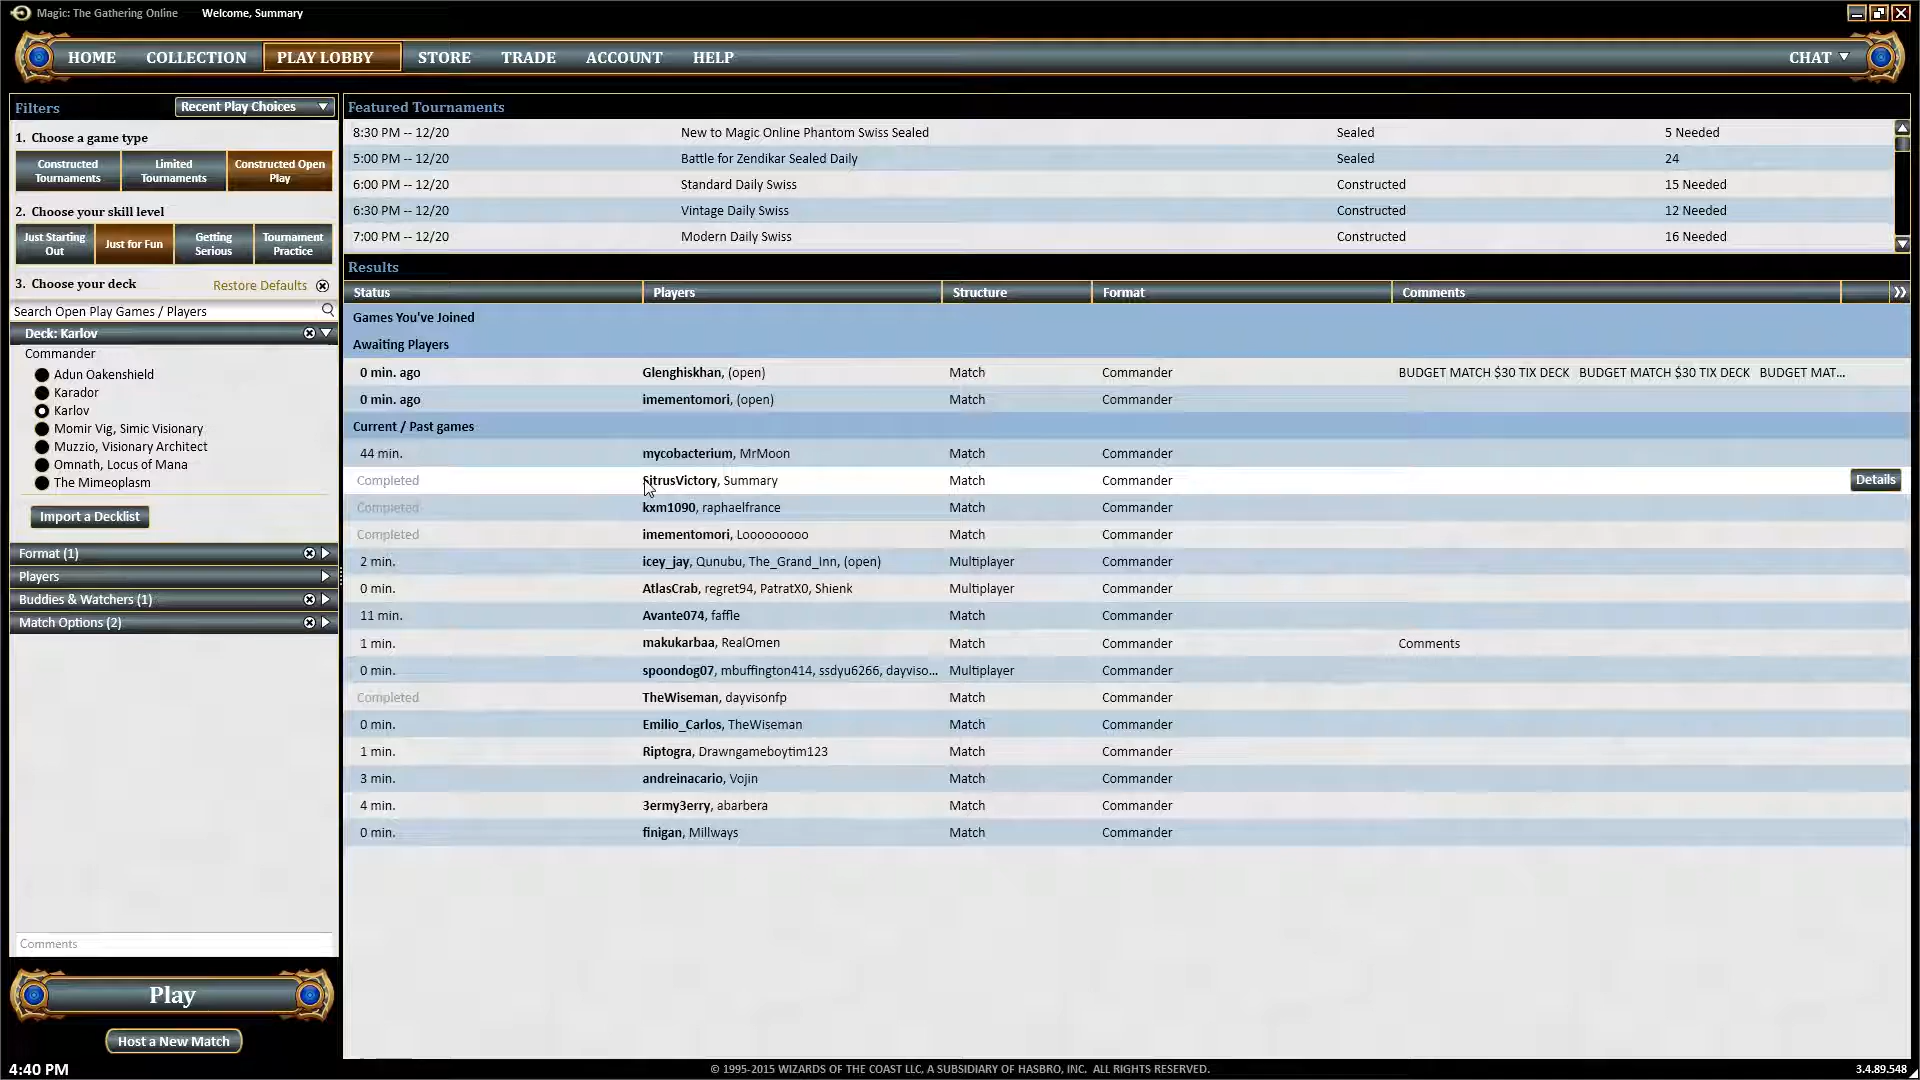 Magic: The Gathering Online Welcome, Summary
HOME COLLECTION PLAY LOBBY STORE TRADE ACCOUNT HELP CHAT
Filters Recent Play Choices
1. Choose a game type
Constructed Tournaments Limited Tournaments Constructed Open Play
2. Choose your skill level
Just Starting Out Just for Fun Getting Serious Tournament Practice
3. Choose your deck Restore Defaults
Search Open Play Games / Players
Deck: Karlov
Commander
Adun Oakenshield
Karador
Karlov
Momir Vig, Simic Visionary
Muzzio, Visionary Architect
Omnath, Locus of Mana
The Mimeoplasm
Import a Decklist
Format (1)
Players
Buddies & Watchers (1)
Match Options (2)
Comments
Play
Host a New Match
4:40 PM
Featured Tournaments
8:30 PM -- 12/20 New to Magic Online Phantom Swiss Sealed Sealed 5 Needed
5:00 PM -- 12/20 Battle for Zendikar Sealed Daily Sealed 24
6:00 PM -- 12/20 Standard Daily Swiss Constructed 15 Needed
6:30 PM -- 12/20 Vintage Daily Swiss Constructed 12 Needed
7:00 PM -- 12/20 Modern Daily Swiss Constructed 16 Needed
Results
Status Players Structure Format Comments
Games You've Joined
Awaiting Players
0 min. ago Glenghiskhan, (open) Match Commander BUDGET MATCH $30 TIX DECK BUDGET MATCH $30 TIX DECK BUDGET MAT...
0 min. ago imementomori, (open) Match Commander
Current / Past games
44 min. mycobacterium, MrMoon Match Commander
Completed SitrusVictory, Summary Match Commander Details
Completed kxm1090, raphaelfrance Match Commander
Completed imementomori, Looooooooo Match Commander
2 min. icey_jay, Qunubu, The_Grand_Inn, (open) Multiplayer Commander
0 min. AtlasCrab, regret94, PatratX0, Shienk Multiplayer Commander
11 min. Avante074, faffle Match Commander
1 min. makukarbaa, RealOmen Match Commander Comments
0 min. spoondog07, mbuffington414, ssdyu6266, dayviso... Multiplayer Commander
Completed TheWiseman, dayvisonfp Match Commander
0 min. Emilio_Carlos, TheWiseman Match Commander
1 min. Riptogra, Drawngameboytim123 Match Commander
3 min. andreinacario, Vojin Match Commander
4 min. 3ermy3erry, abarbera Match Commander
0 min. finigan, Millways Match Commander
© 1995-2015 WIZARDS OF THE COAST LLC, A SUBSIDIARY OF HASBRO, INC. ALL RIGHTS RESERVED.
3.4.89.548